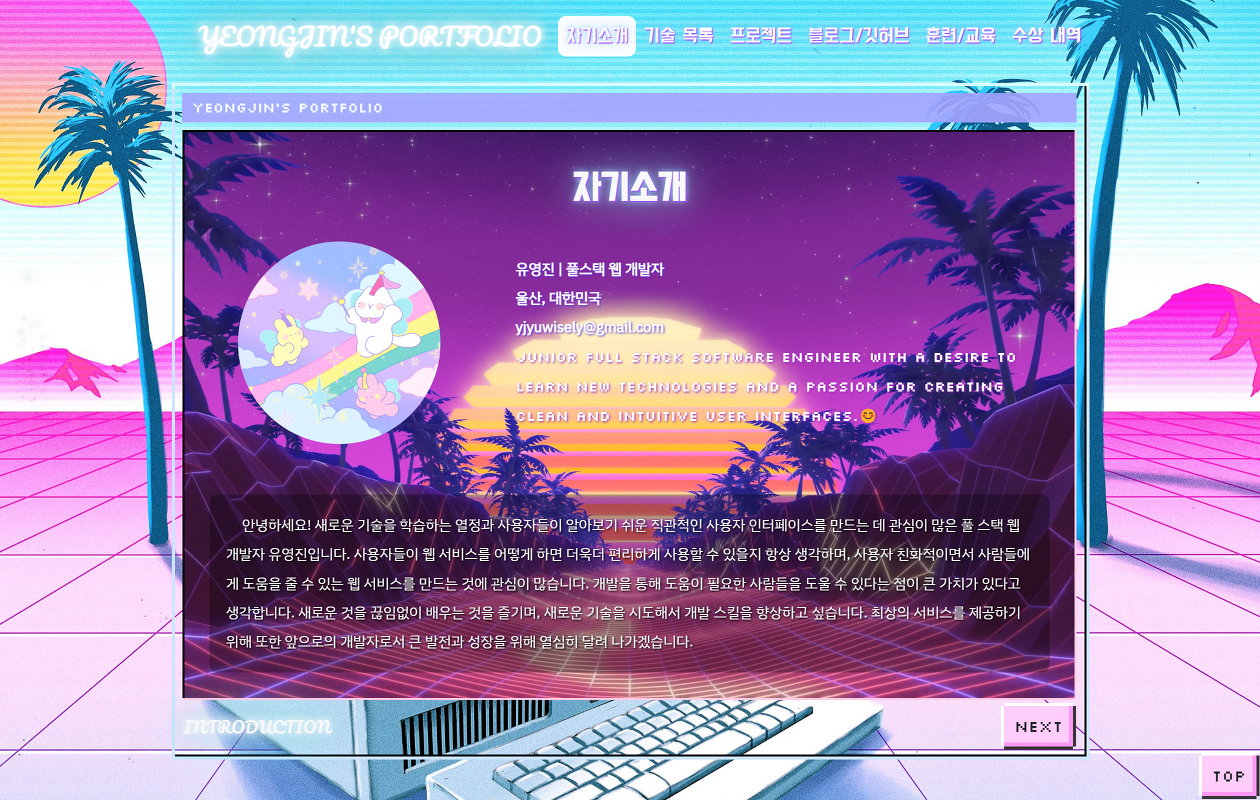 YEONGJIN'S PORTFOLIO
자기소개 기술 목록 프로젝트 블로그/깃허브 훈련/교육 수상 내역
YEONGJIN'S PORTFOLIO
자기소개
유영진 | 풀스택 웹 개발자
울산, 대한민국
yjyuwisely@gmail.com
JUNIOR FULL STACK SOFTWARE ENGINEER WITH A DESIRE TO
LEARN NEW TECHNOLOGIES AND A PASSION FOR CREATING
CLEAN AND INTUITIVE USER INTERFACES.😊
안녕하세요! 새로운 기술을 학습하는 열정과 사용자들이 알아보기 쉬운 직관적인 사용자 인터페이스를 만드는 데 관심이 많은 풀 스택 웹
개발자 유영진입니다. 사용자들이 웹 서비스를 어떻게 하면 더욱더 편리하게 사용할 수 있을지 항상 생각하며, 사용자 친화적이면서 사람들에
게 도움을 줄 수 있는 웹 서비스를 만드는 것에 관심이 많습니다. 개발을 통해 도움이 필요한 사람들을 도울 수 있다는 점이 큰 가치가 있다고
생각합니다. 새로운 것을 끊임없이 배우는 것을 즐기며, 새로운 기술을 시도해서 개발 스킬을 향상하고 싶습니다. 최상의 서비스를 제공하기
위해 또한 앞으로의 개발자로서 큰 발전과 성장을 위해 열심히 달려 나가겠습니다.
INTRODUCTION
NEXT
TOP